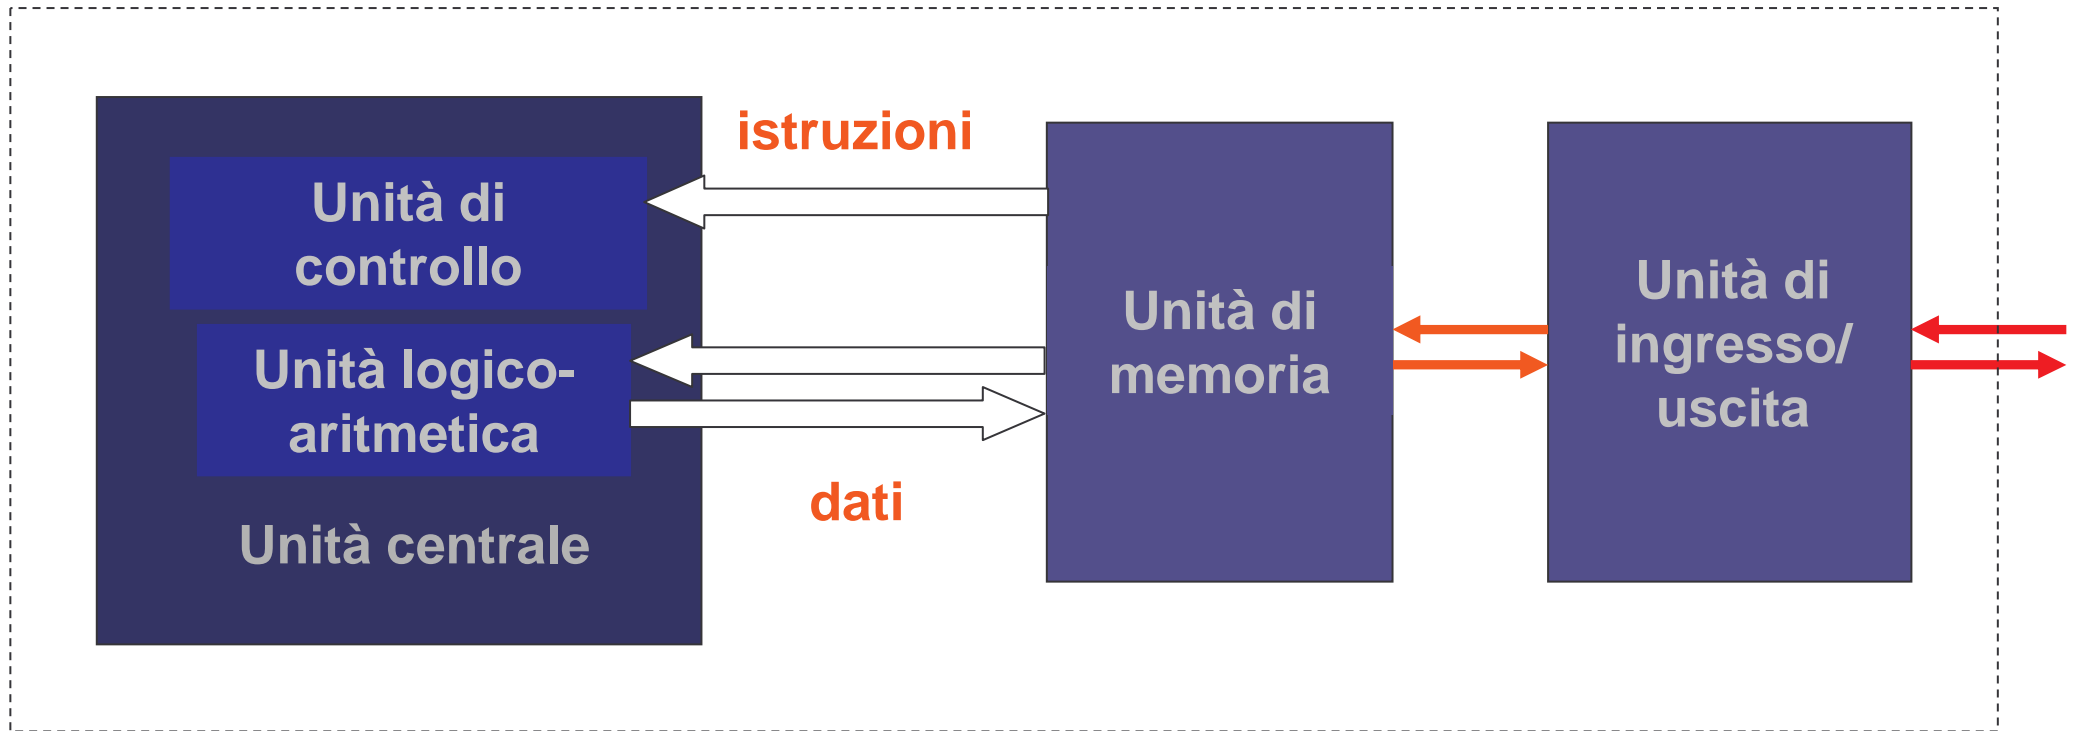 istruzioni
Unità di
controllo
Unità logico-
aritmetica
dati
Unità centrale
Unità di
memoria
Unità di
ingresso/
uscita